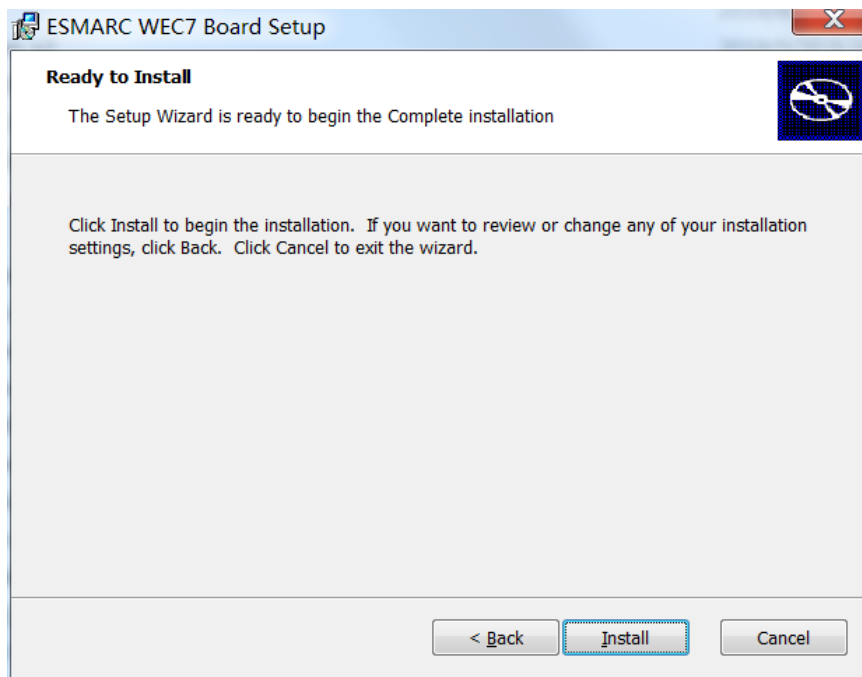 ESMARC WEC7 Board Setup
Ready to Install
The Setup Wizard is ready to begin the Complete installation
Click Install to begin the installation.  If you want to review or change any of your installation
settings, click Back.  Click Cancel to exit the wizard.
< Back Install Cancel